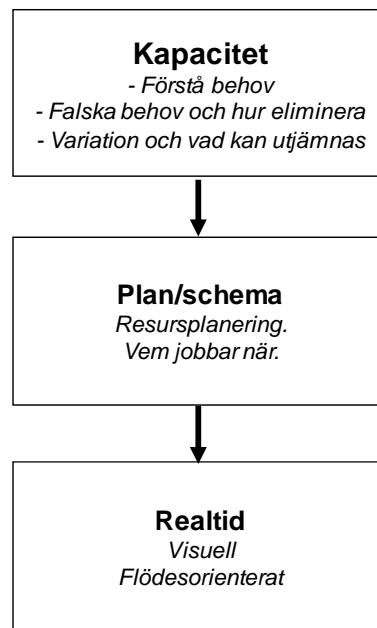 Kapacitet
- Förstå behov
- Falska behov och hur eliminera
- Variation och vad kan utjämnas
Plan/schema
Resursplanering.
Vem jobbar när.
Realtid
Visuell
Flödesorienterat